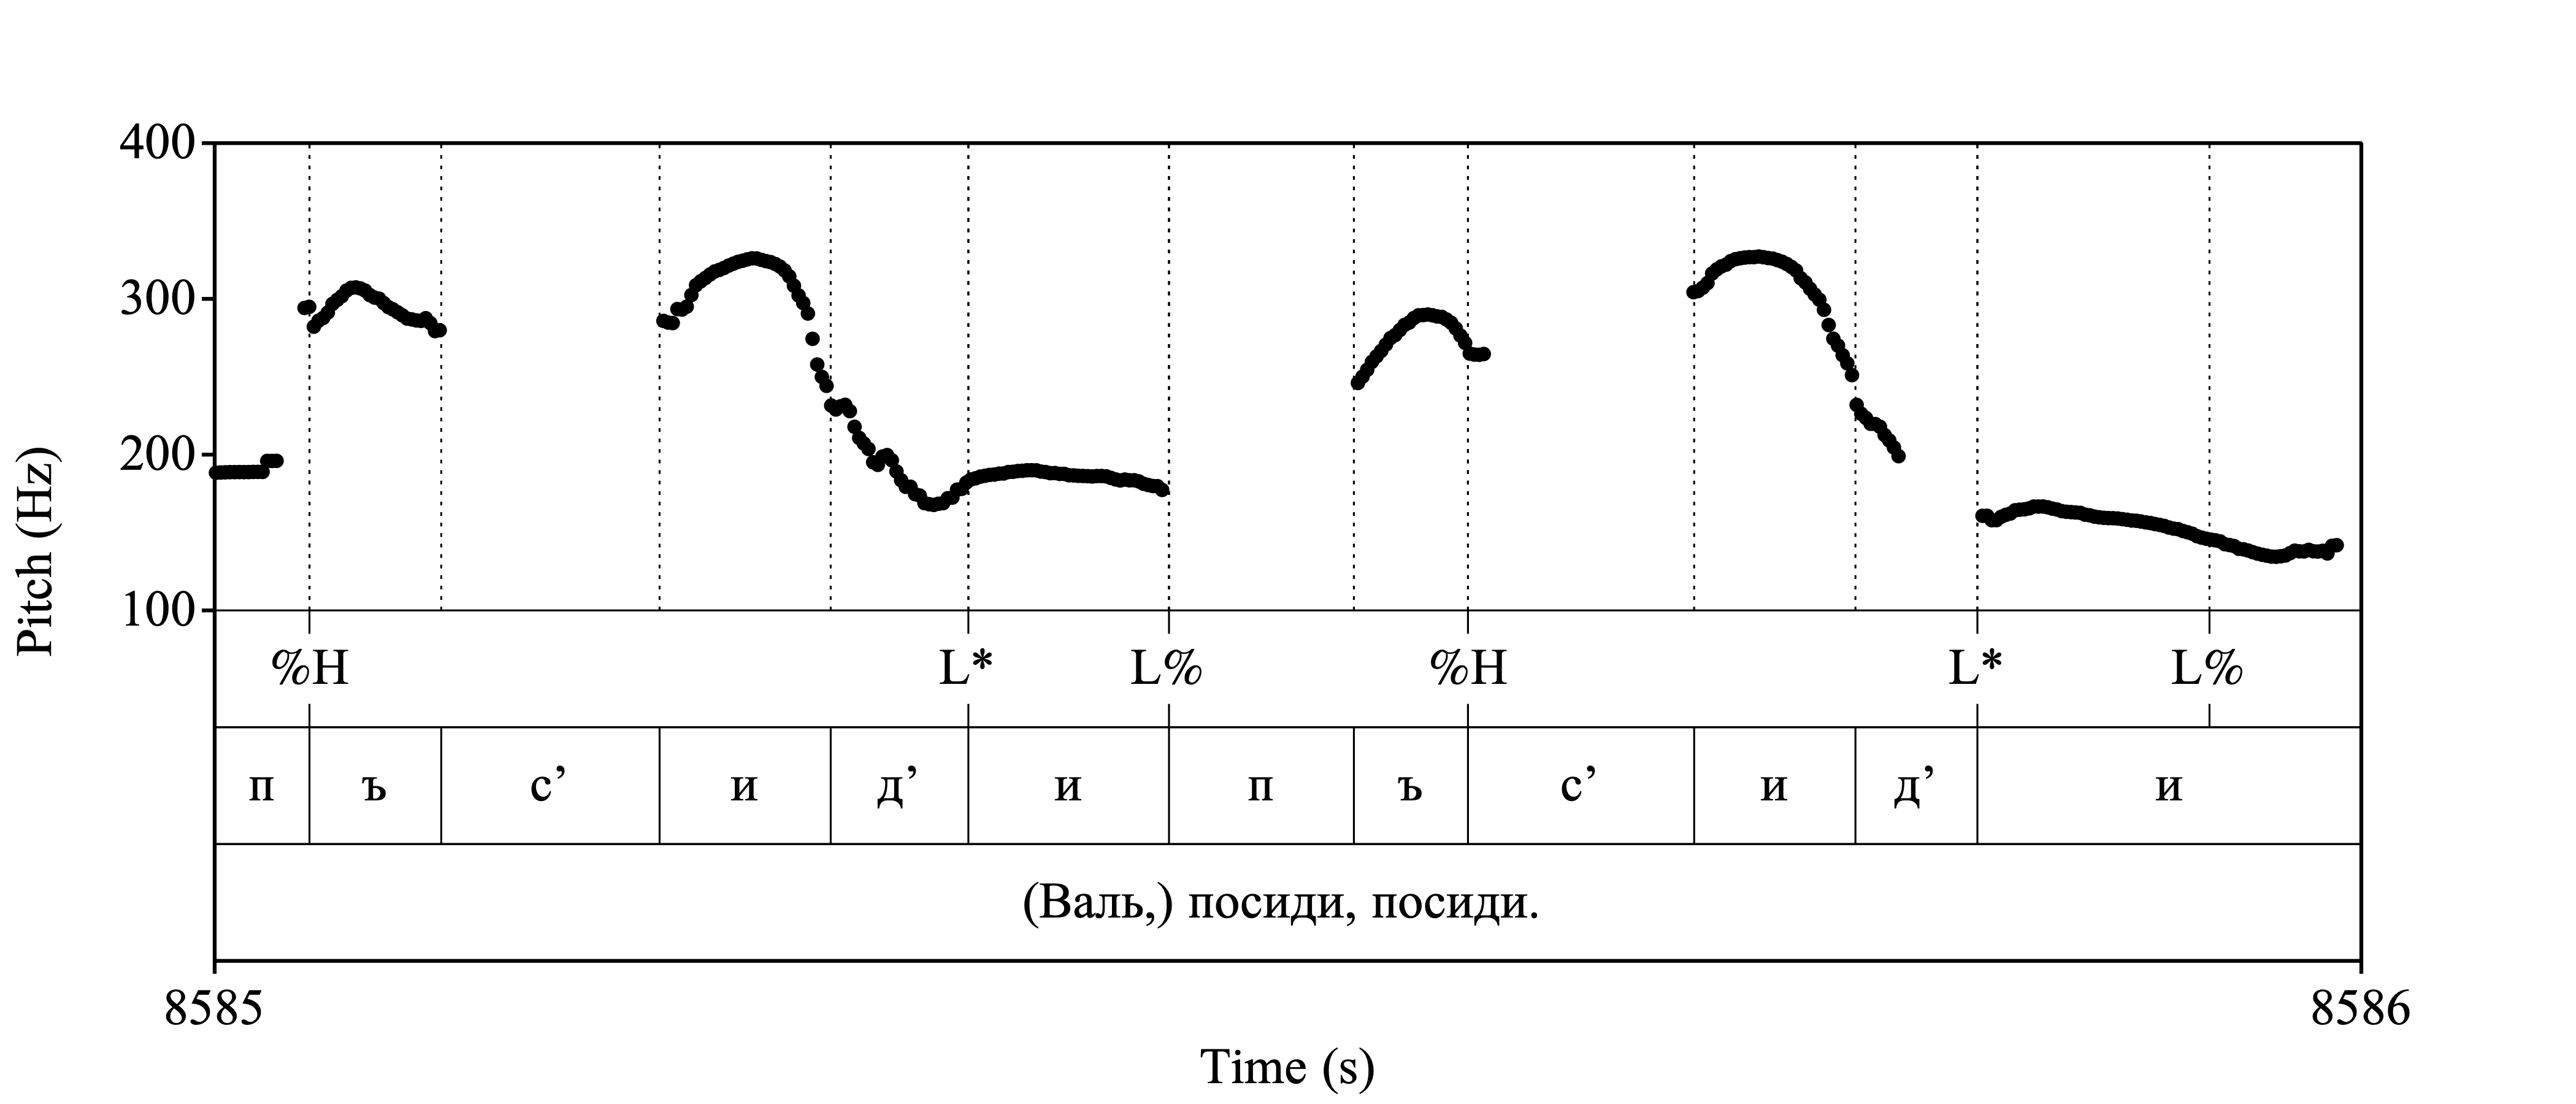 400
300
200
100
Pitch (Hz)
%H L* L% %H L* L%
п ъ с’ и д’ и п ъ с’ и д’ и
(Валь,) посиди, посиди.
8585 8586
Time (s)